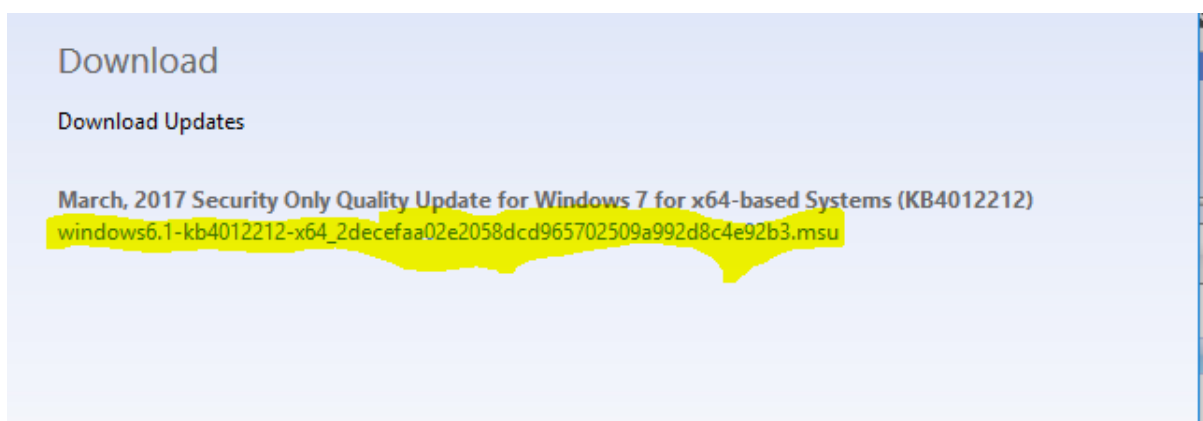 Download
Download Updates
March, 2017 Security Only Quality Update for Windows 7 for x64-based Systems (KB4012212)
windows6.1-kb4012212-x64_2decefaa02e2058dcd965702509a992d8c4e92b3.msu